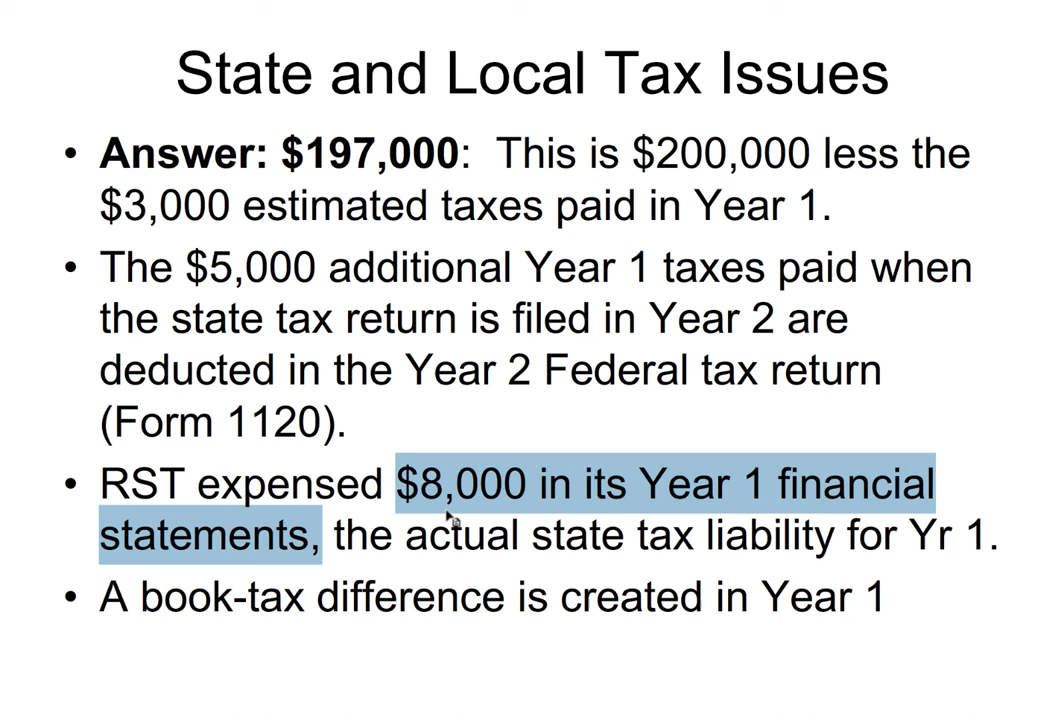 State and Local Tax Issues
• Answer: $197,000: This is $200,000 less the
$3,000 estimated taxes paid in Year 1.
• The $5,000 additional Year 1 taxes paid when
the state tax return is filed in Year 2 are
deducted in the Year 2 Federal tax return
(Form 1120).
• RST expensed $8,000 in its Year 1 financial
statements, the actual state tax liability for Yr 1.
• A book-tax difference is created in Year 1